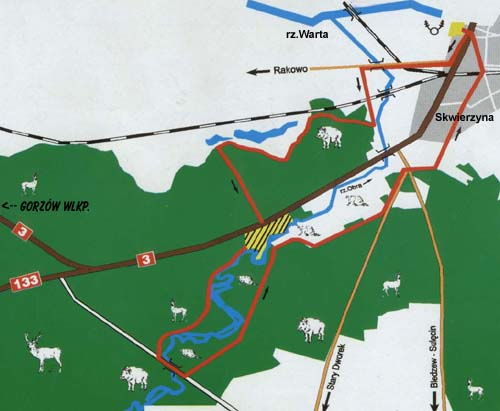 rz.Warta
Rakowo
Skwierzyna
rz.Obra
<-- GORZÓW WLKP.
3
3
133
Stary Dworek
Bledzew - Sulęcin